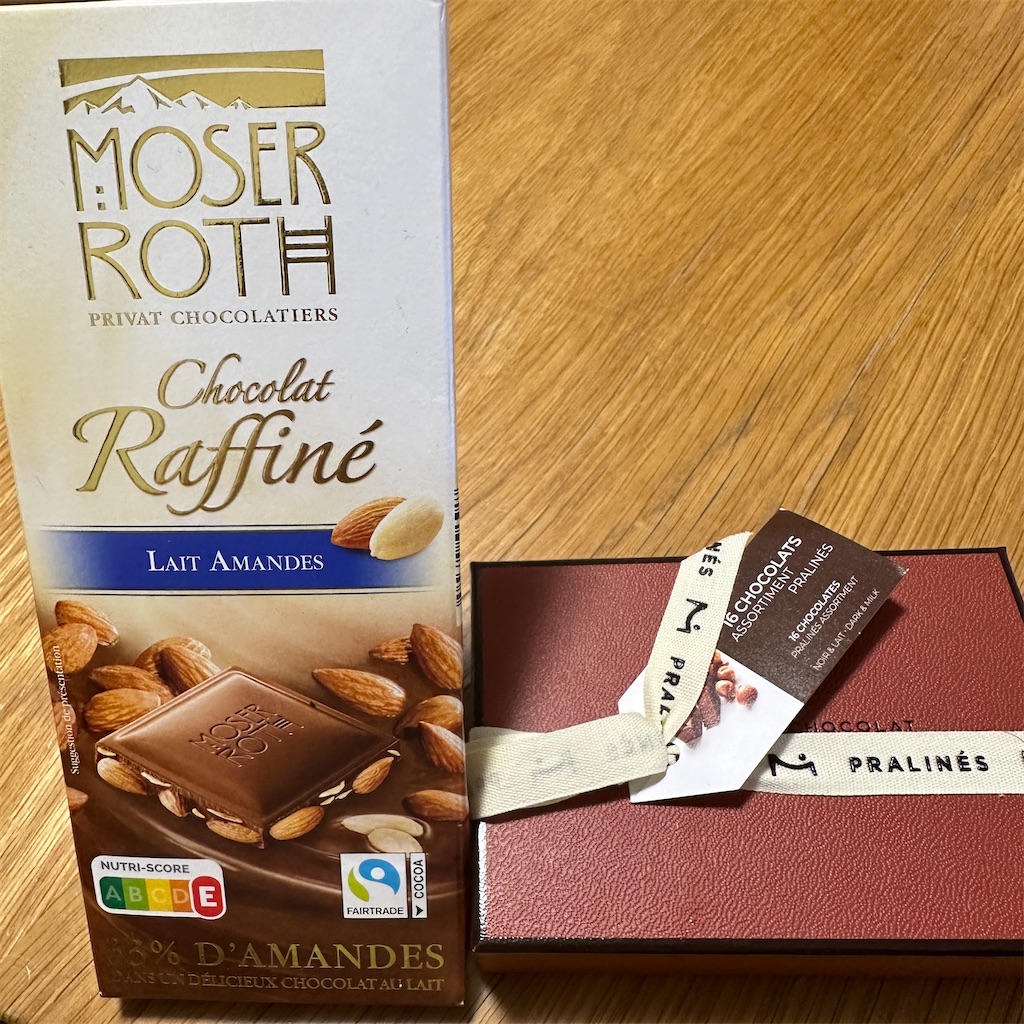 MOSER
ROTH
PRIVAT CHOCOLATIERS
Chocolat
Raffiné
LAIT AMANDES
Suggestion de présentation
MOSER
ROTH
NUTRI-SCORE
A B C D E
FAIRTRADE
COCOA
% D'AMANDES
DANS UN DÉLICIEUX CHOCOLAT AU LAIT
16 CHOCOLATS
ASSORTIMENT PRALINÉS
16 CHOCOLATES
PRALINES ASSORTMENT
NOIR & LAIT - DARK & MILK
CHOCOLAT
PRALINÉS